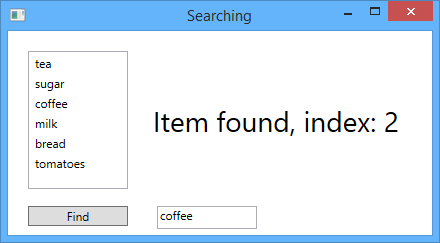 Searching
tea
sugar
coffee
milk
bread
tomatoes
Item found, index: 2
Find
coffee